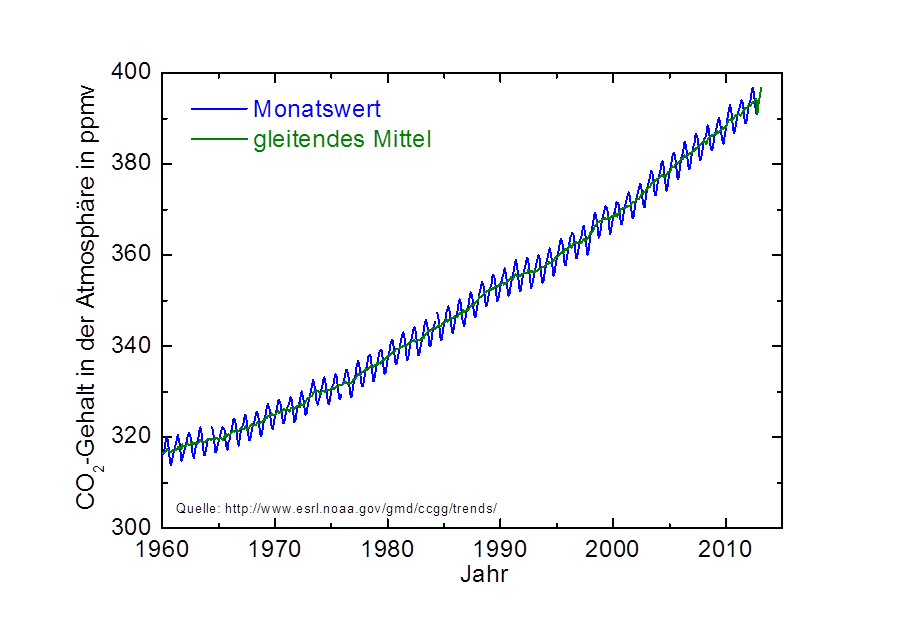 400
380
360
340
320
300
CO2-Gehalt in der Atmosphäre in ppmv
Monatswert
gleitendes Mittel
Quelle: http://www.esrl.noaa.gov/gmd/ccgg/trends/
1960 1970 1980 1990 2000 2010
Jahr